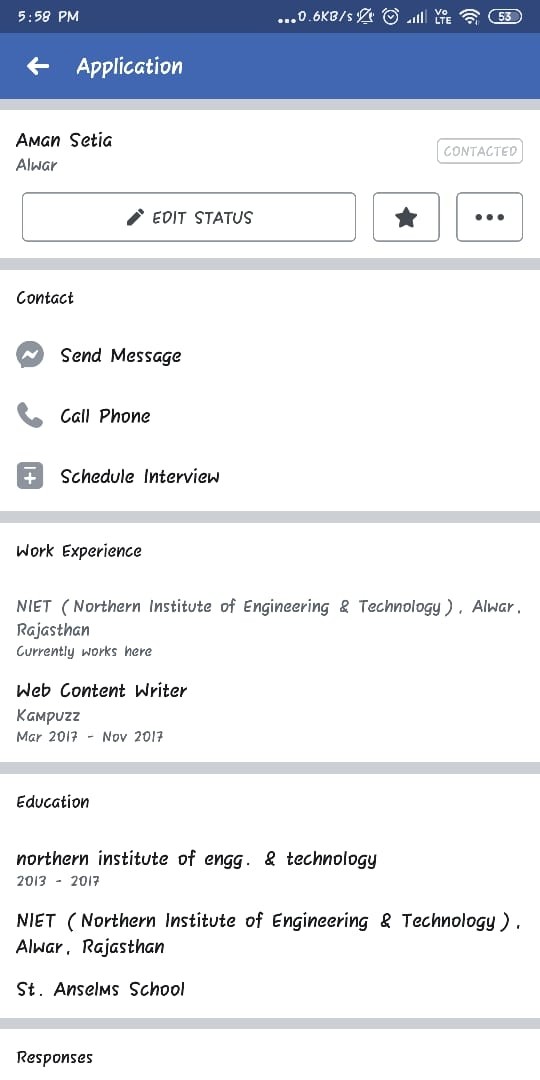 5:58 PM ...0.6KB/s Vo LTE 53
Application
Aman Setia
Alwar
CONTACTED
EDIT STATUS
Contact
Send Message
Call Phone
Schedule Interview
Work Experience
NIET ( Northern Institute of Engineering & Technology ) , Alwar ,
Rajasthan
Currently works here
Web Content Writer
Kampuzz
Mar 2017 - Nov 2017
Education
northern institute of engg. & technology
2013 - 2017
NIET ( Northern Institute of Engineering & Technology ) ,
Alwar , Rajasthan
St. Anselms School
Responses